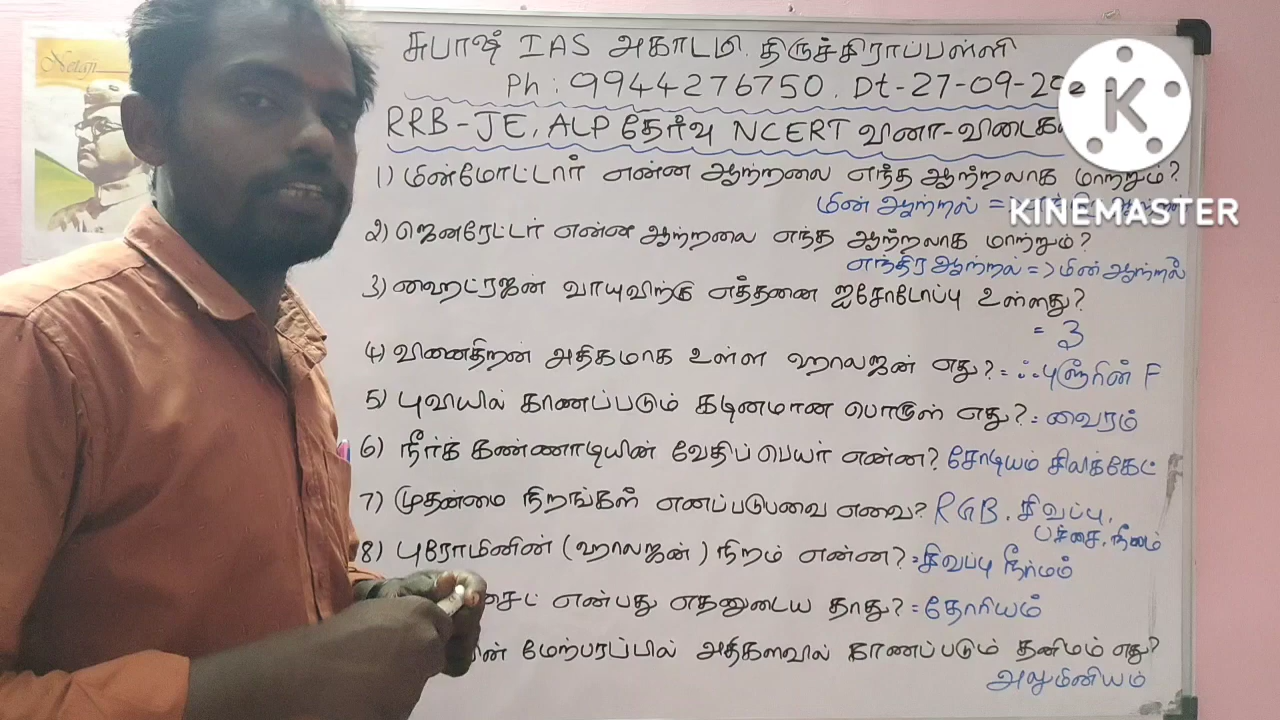 Netaji
சுபாஷ் IAS அகாடமி. திருச்சிராப்பள்ளி
Ph : 9944276750. Dt-27-09-20
RRB-JE, ALP தேர்வு NCERT வினா-விடைகள்
1) மின்மோட்டார் என்ன ஆற்றலை எந்த ஆற்றலாக மாற்றும்?
மின் ஆற்றல் =
K
KINEMASTER
2) ஜெனரேட்டர் என்ன ஆற்றலை எந்த ஆற்றலாக மாற்றும்?
எந்திர ஆற்றல் => மின் ஆற்றல்
3) ஹைட்ரஜன் வாயுவிற்கு எத்தனை ஐசோடோப்பு உள்ளது?
= 3
4) வினைதிறன் அதிகமாக உள்ள ஹாலஜன் எது? = ஃபுளூரின் F
5) புவியில் காணப்படும் கடினமான பொருள் எது? = வைரம்
6) நீர்க் கண்ணாடியின் வேதிப் பெயர் என்ன? சோடியம் சிலக்கேட்
7) முதன்மை நிறங்கள் எனப்படுபவை எவை? RGB. சிவப்பு,
பச்சை, நீலம்
8) புரோமினின் (ஹாலஜன்) நிறம் என்ன? = சிவப்பு நீர்மம்
சைட் என்பது எதனுடைய தாது? = தோரியம்
மேற்பரப்பில் அதிகளவில் காணப்படும் தனிமம் எது?
அலுமினியம்